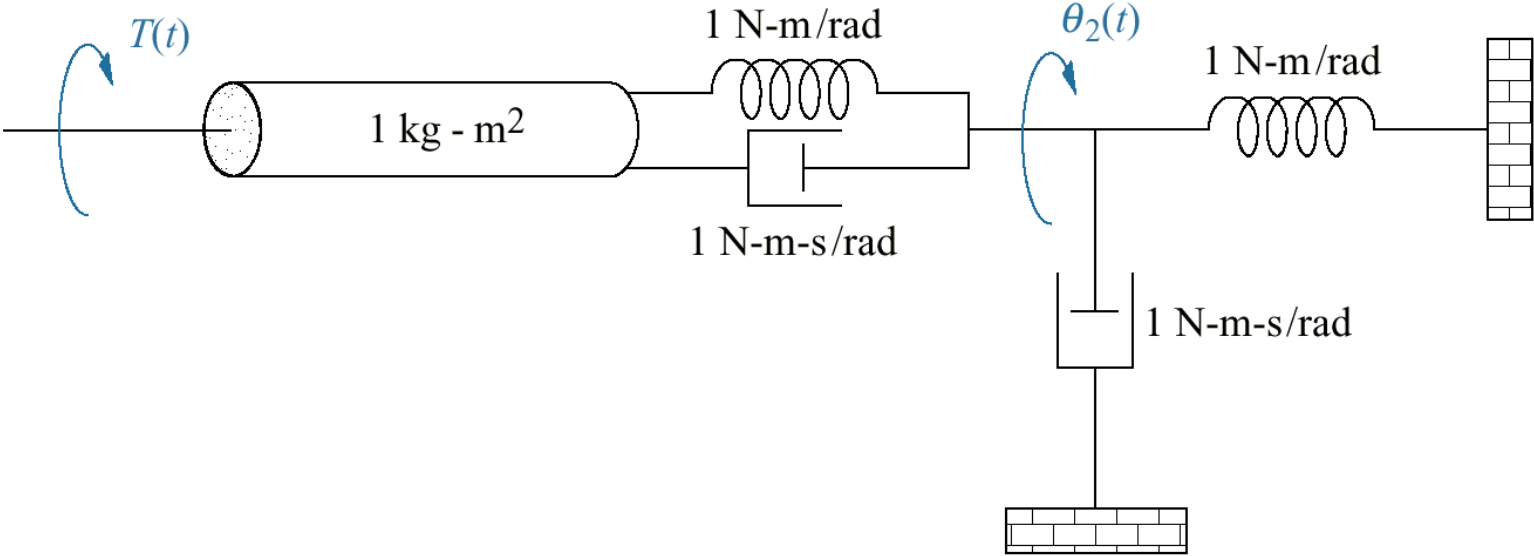 T(t)
1 N-m/rad
θ2(t)
1 N-m/rad
1 kg - m2
1 N-m-s/rad
1 N-m-s/rad